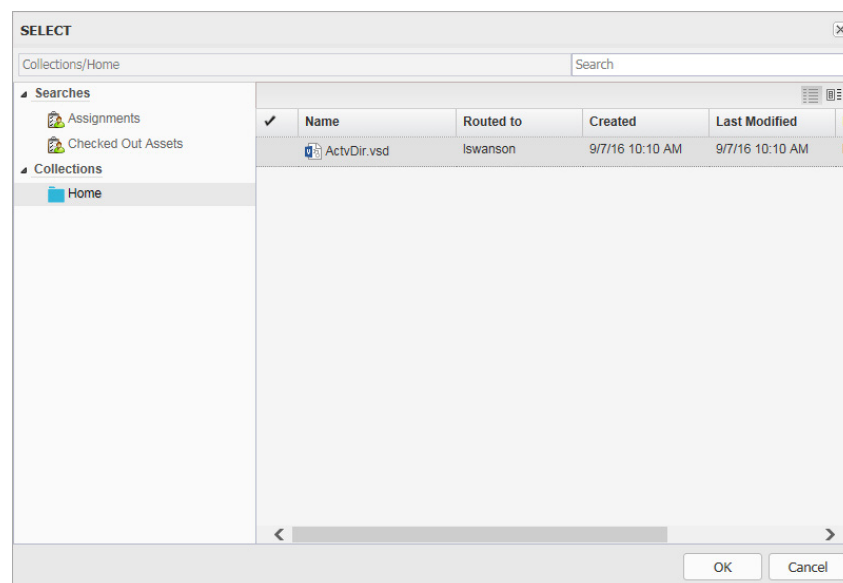 SELECT
Collections/Home Search
Searches
Assignments
Checked Out Assets
Collections
Home
Name Routed to Created Last Modified
ActvDir.vsd lswanson 9/7/16 10:10 AM 9/7/16 10:10 AM
OK Cancel